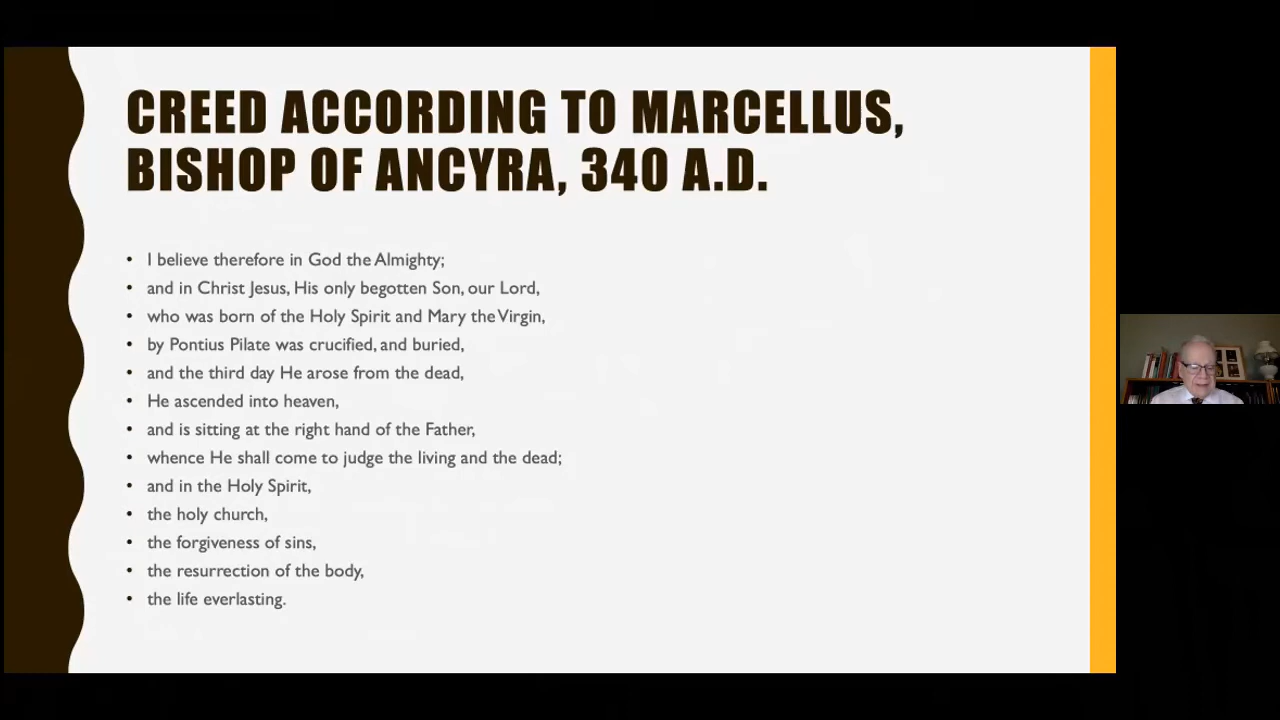 CREED ACCORDING TO MARCELLUS,
BISHOP OF ANCYRA, 340 A.D.
• I believe therefore in God the Almighty;
• and in Christ Jesus, His only begotten Son, our Lord,
• who was born of the Holy Spirit and Mary the Virgin,
• by Pontius Pilate was crucified, and buried,
• and the third day He arose from the dead,
• He ascended into heaven,
• and is sitting at the right hand of the Father,
• whence He shall come to judge the living and the dead;
• and in the Holy Spirit,
• the holy church,
• the forgiveness of sins,
• the resurrection of the body,
• the life everlasting.